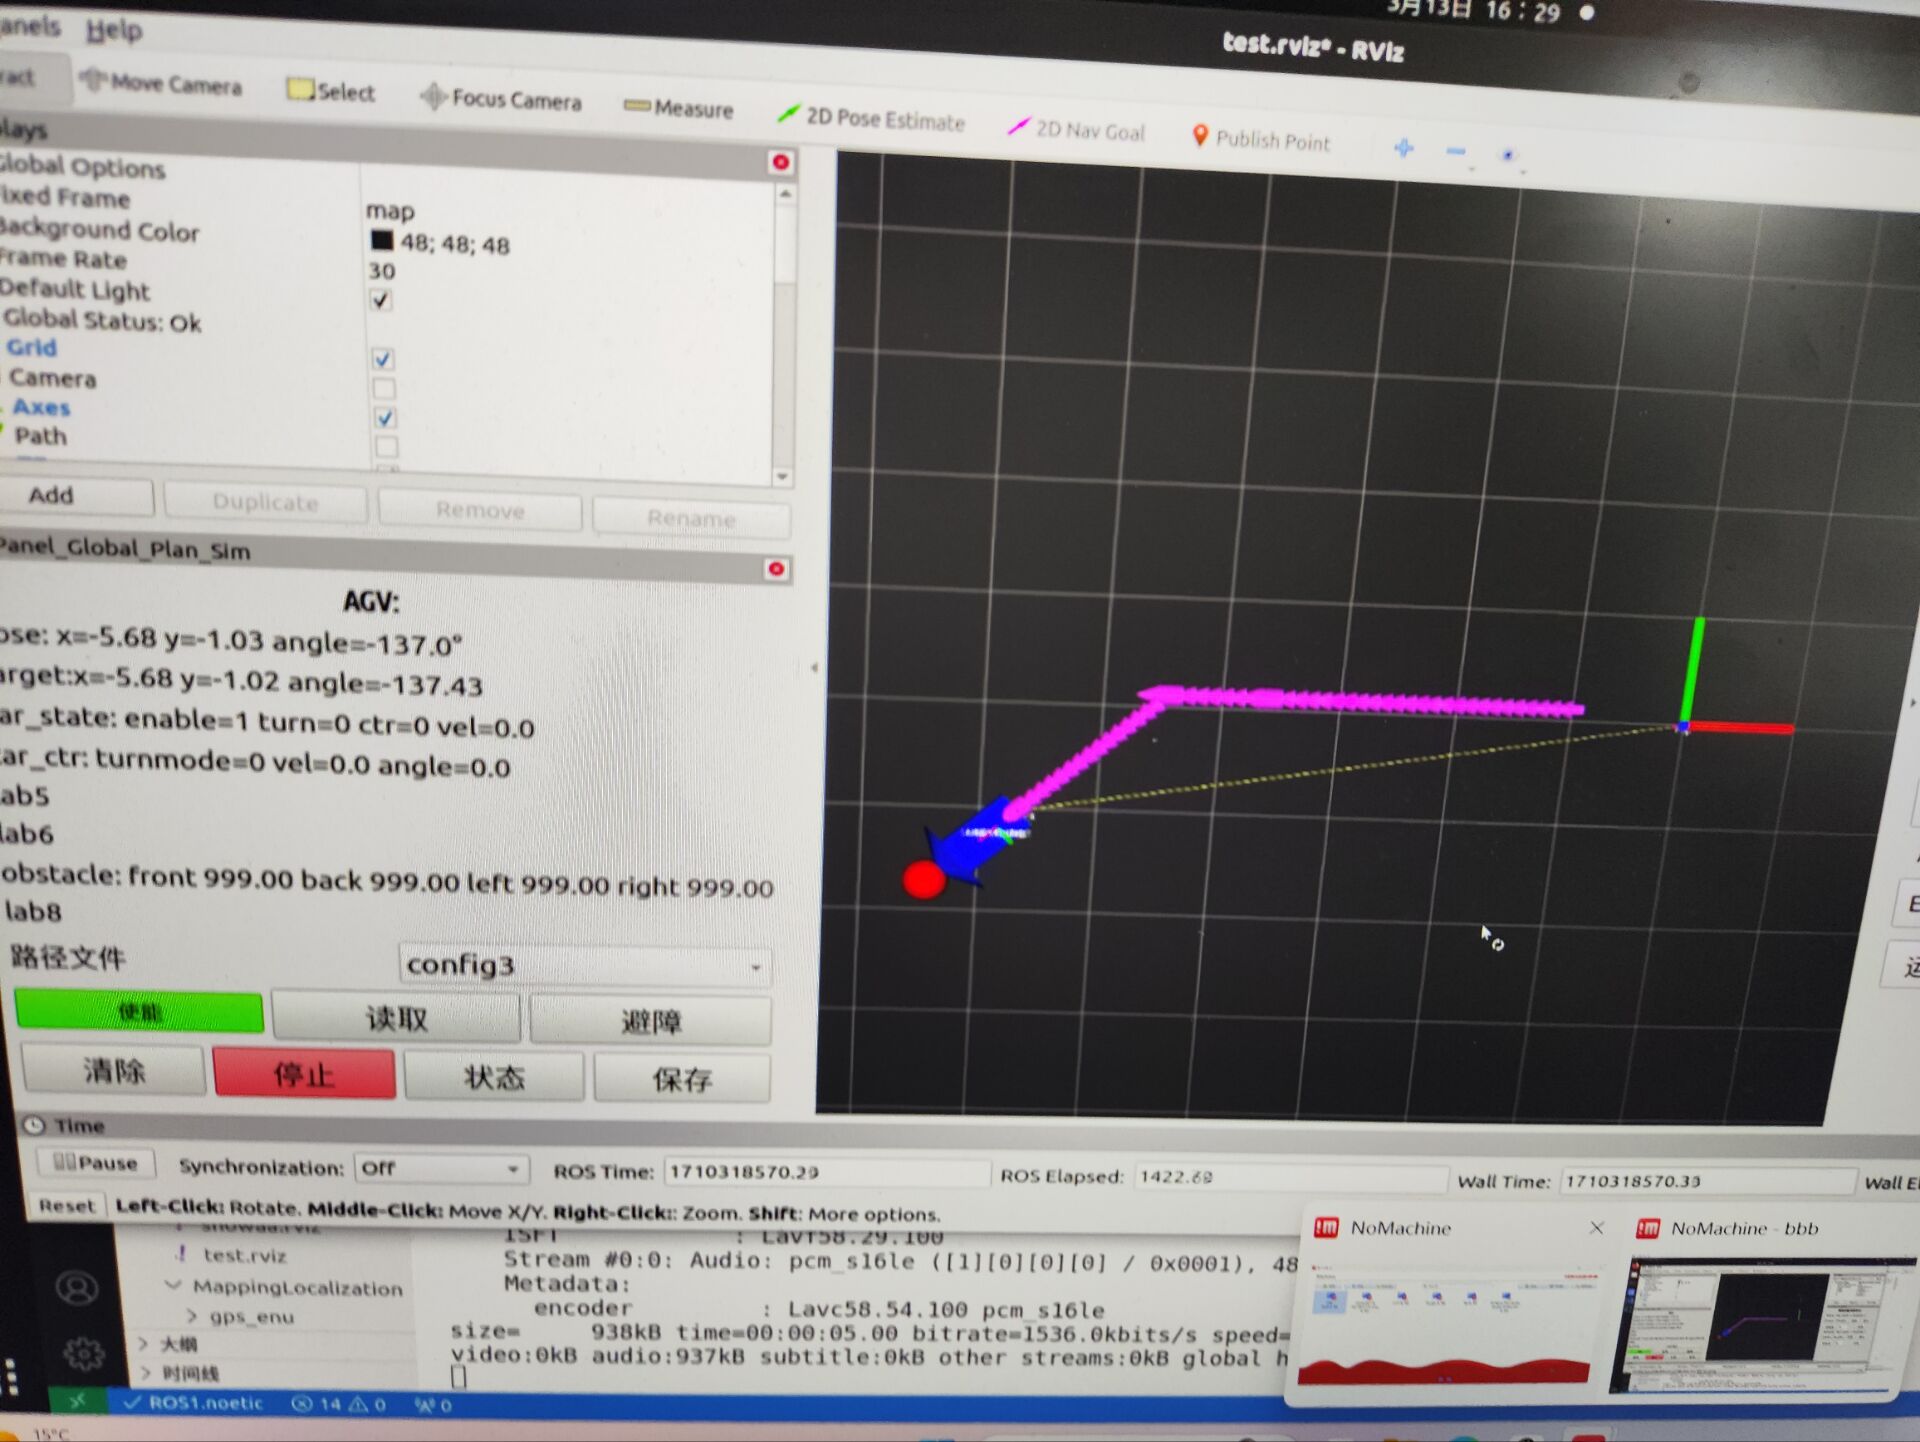 3月13日 16：29
test.rviz* - RViz
anels Help
ract Move Camera Select Focus Camera Measure 2D Pose Estimate 2D Nav Goal Publish Point
lays
Global Options
ixed Frame map
Background Color 48; 48; 48
Frame Rate 30
Default Light
Global Status: Ok
Grid
Camera
Axes
Path
Add Duplicate Remove Rename
Panel_Global_Plan_Sim
AGV:
ose: x=-5.68 y=-1.03 angle=-137.0°
arget:x=-5.68 y=-1.02 angle=-137.43
ar_state: enable=1 turn=0 ctr=0 vel=0.0
car_ctr: turnmode=0 vel=0.0 angle=0.0
lab5
lab6
obstacle: front 999.00 back 999.00 left 999.00 right 999.00
lab8
路径文件 config3
使能 读取 避障
清除 停止 状态 保存
Time
Pause Synchronization: Off ROS Time: 1710318570.29 ROS Elapsed: 1422.62 Wall Time: 1710318570.33 Wall El
Reset Left-Click: Rotate. Middle-Click: Move X/Y. Right-Click:: Zoom. Shift: More options.
showaa.rviz ISFT : Lavf58.29.100
! test.rviz Stream #0:0: Audio: pcm_s16le ([1][0][0][0] / 0x0001), 48
MappingLocalization Metadata:
gps_enu encoder : Lavc58.54.100 pcm_s16le
大纲 size= 938kB time=00:00:05.00 bitrate=1536.0kbits/s speed=
时间线 video:0kB audio:937kB subtitle:0kB other streams:0kB global h
NoMachine
NoMachine - bbb
ROS1.noetic 14 0 0
15°C